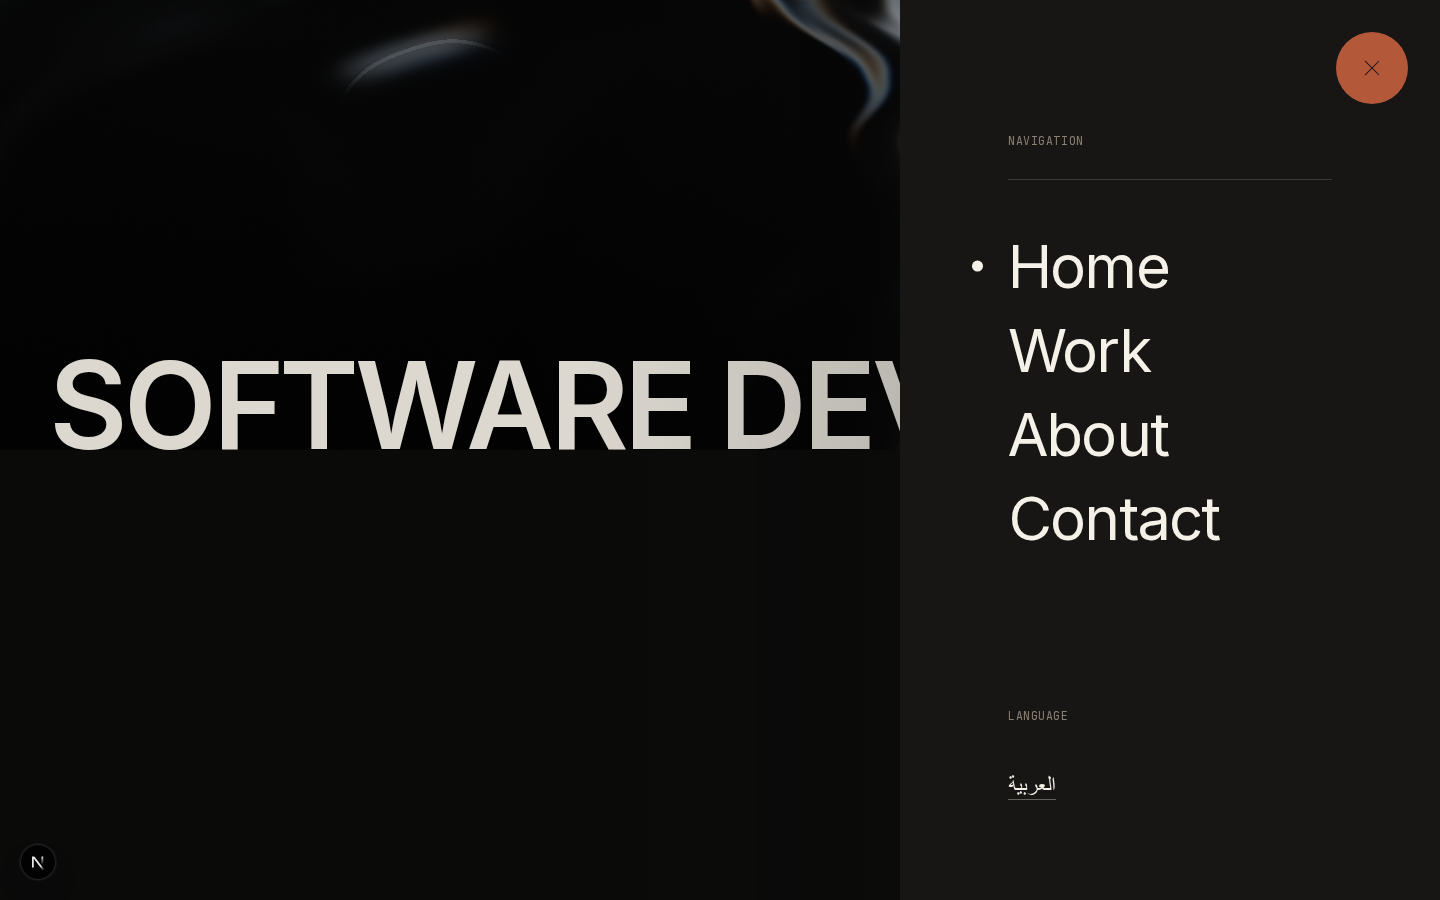 NAVIGATION
Home
Work
About
Contact
SOFTWARE DEV
LANGUAGE
العربية
N